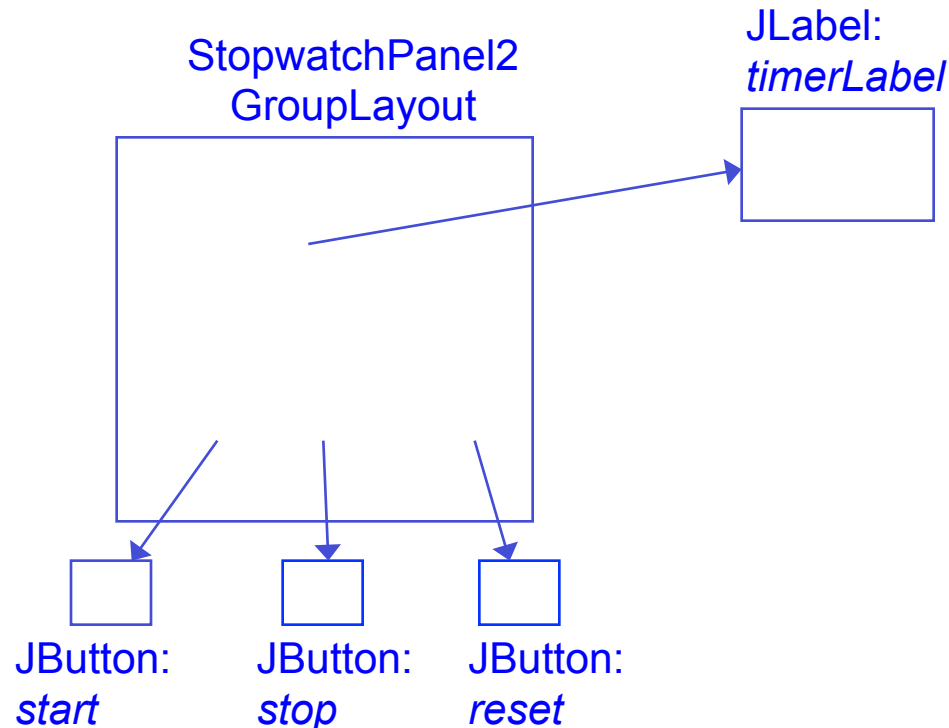 StopwatchPanel2
GroupLayout
JLabel:
timerLabel
JButton:
start
JButton:
stop
JButton:
reset